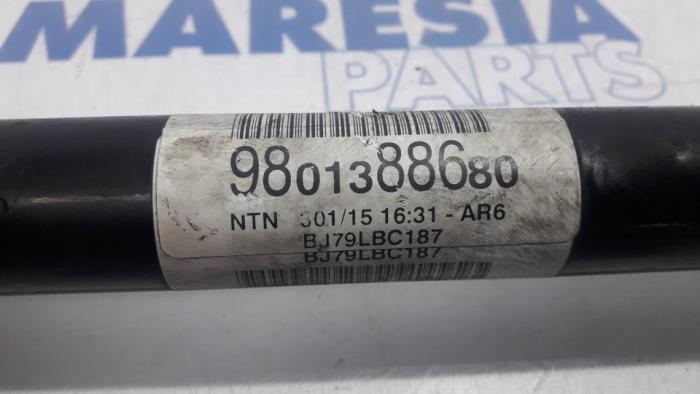 MARESIA
PARTS
9801388680
NTN 301/15 16:31 - AR6
BJ79LBC187
BJ79LBC187